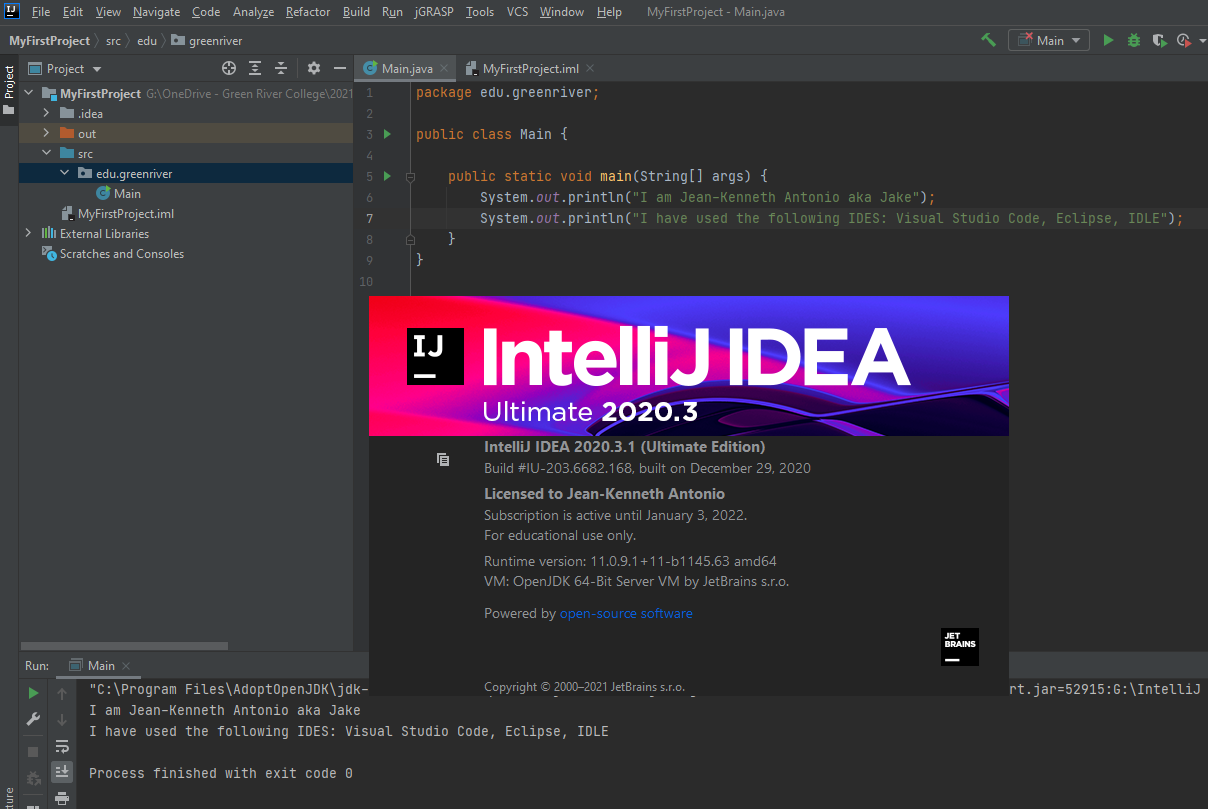 IJ File Edit View Navigate Code Analyze Refactor Build Run jGRASP Tools VCS Window Help MyFirstProject - Main.java
MyFirstProject src edu greenriver Main
Project
Project
Main.java MyFirstProject.iml
MyFirstProject G:\OneDrive - Green River College\2021
.idea
out
src
edu.greenriver
Main
MyFirstProject.iml
External Libraries
Scratches and Consoles
1 package edu.greenriver;
2
3 public class Main {
4
5 public static void main(String[] args) {
6 System.out.println("I am Jean-Kenneth Antonio aka Jake");
7 System.out.println("I have used the following IDES: Visual Studio Code, Eclipse, IDLE");
8 }
9 }
10
IJ
IntelliJ IDEA
Ultimate 2020.3
IntelliJ IDEA 2020.3.1 (Ultimate Edition)
Build #IU-203.6682.168, built on December 29, 2020
Licensed to Jean-Kenneth Antonio
Subscription is active until January 3, 2022.
For educational use only.
Runtime version: 11.0.9.1+11-b1145.63 amd64
VM: OpenJDK 64-Bit Server VM by JetBrains s.r.o.
Powered by open-source software
JET
BRAINS
Copyright © 2000–2021 JetBrains s.r.o.
Run: Main
"C:\Program Files\AdoptOpenJDK\jdk- rt.jar=52915:G:\IntelliJ
I am Jean-Kenneth Antonio aka Jake
I have used the following IDES: Visual Studio Code, Eclipse, IDLE
Process finished with exit code 0